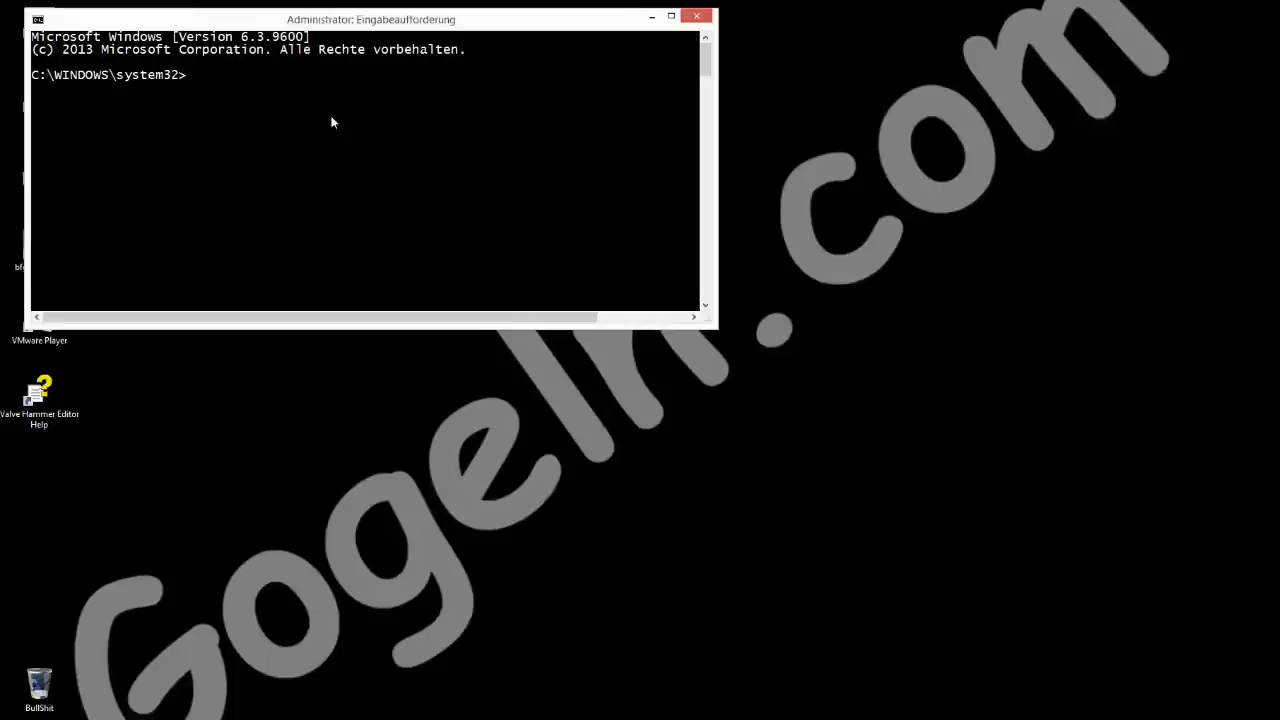 Administrator: Eingabeaufforderung
Microsoft Windows [Version 6.3.9600]
(c) 2013 Microsoft Corporation. Alle Rechte vorbehalten.
C:\WINDOWS\system32>
VMware Player
Valve Hammer Editor
Help
Gogeln.com
BullShit